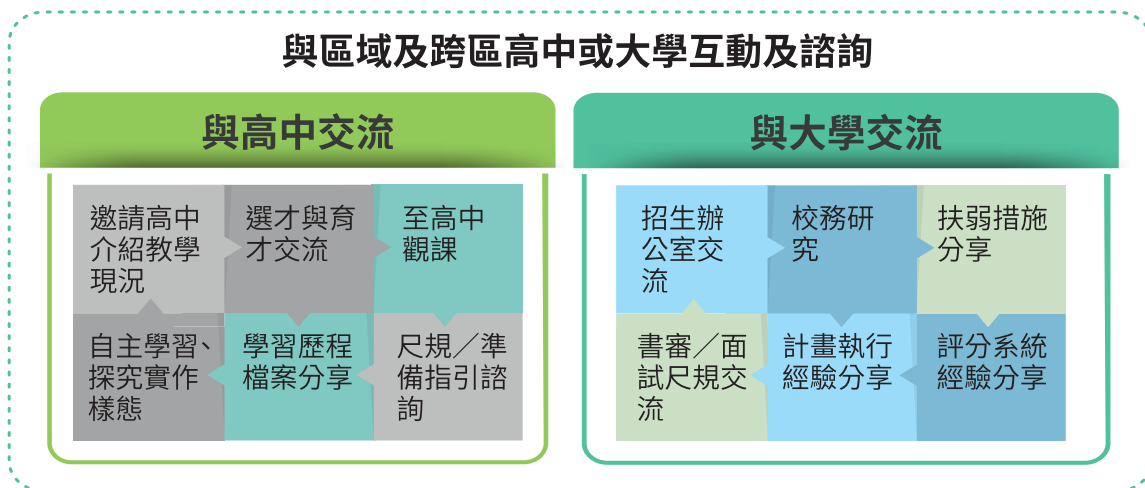 與區域及跨區高中或大學互動及諮詢
與高中交流
邀請高中
介紹教學
現況
選才與育
才交流
至高中
觀課
自主學習、
探究實作
樣態
學習歷程
檔案分享
尺規／準
備指引諮
詢
與大學交流
招生辦
公室交
流
校務研
究
扶弱措施
分享
書審／面
試尺規交
流
計畫執行
經驗分享
評分系統
經驗分享